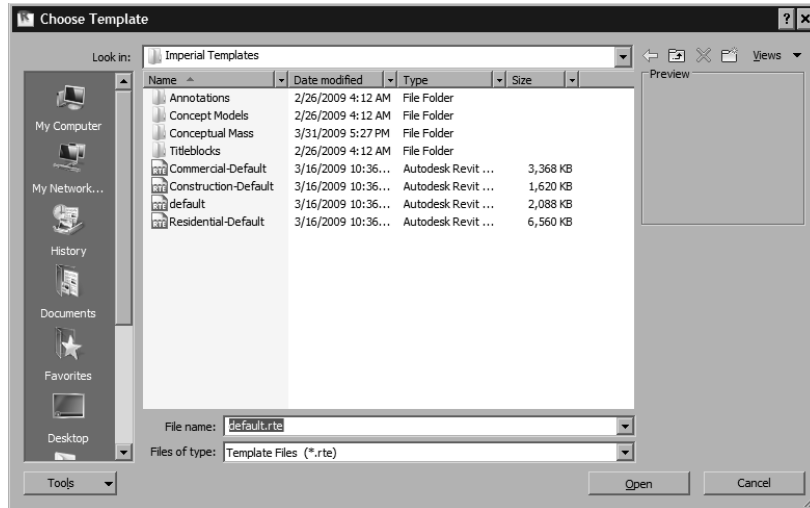 Choose Template
Look in: Imperial Templates Views
Name Date modified Type Size
Preview
Annotations 2/26/2009 4:12 AM File Folder
Concept Models 2/26/2009 4:12 AM File Folder
Conceptual Mass 3/31/2009 5:27 PM File Folder
Titleblocks 2/26/2009 4:12 AM File Folder
Commercial-Default 3/16/2009 10:36... Autodesk Revit ... 3,368 KB
Construction-Default 3/16/2009 10:36... Autodesk Revit ... 1,620 KB
default 3/16/2009 10:36... Autodesk Revit ... 2,088 KB
Residential-Default 3/16/2009 10:36... Autodesk Revit ... 6,560 KB
My Computer
My Network...
History
Documents
Favorites
Desktop
File name: default.rte
Files of type: Template Files (*.rte)
Tools Open Cancel